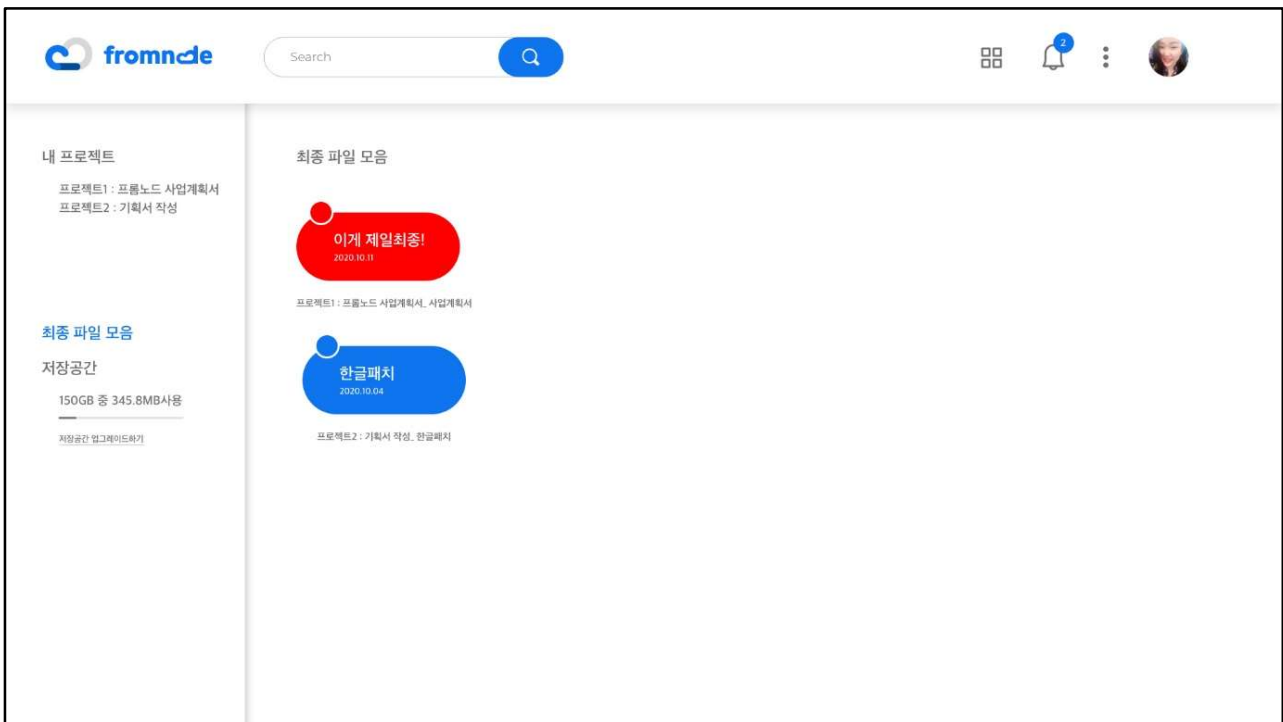 fromnode
Search
2
내 프로젝트
프로젝트1 : 프롬노드 사업계획서
프로젝트2 : 기획서 작성
최종 파일 모음
저장공간
150GB 중 345.8MB사용
저장공간 업그레이드하기
최종 파일 모음
이게 제일최종!
2020.10.11
프로젝트1 : 프롬노드 사업계획서_ 사업계획서
한글패치
2020.10.04
프로젝트2 : 기획서 작성_ 한글패치